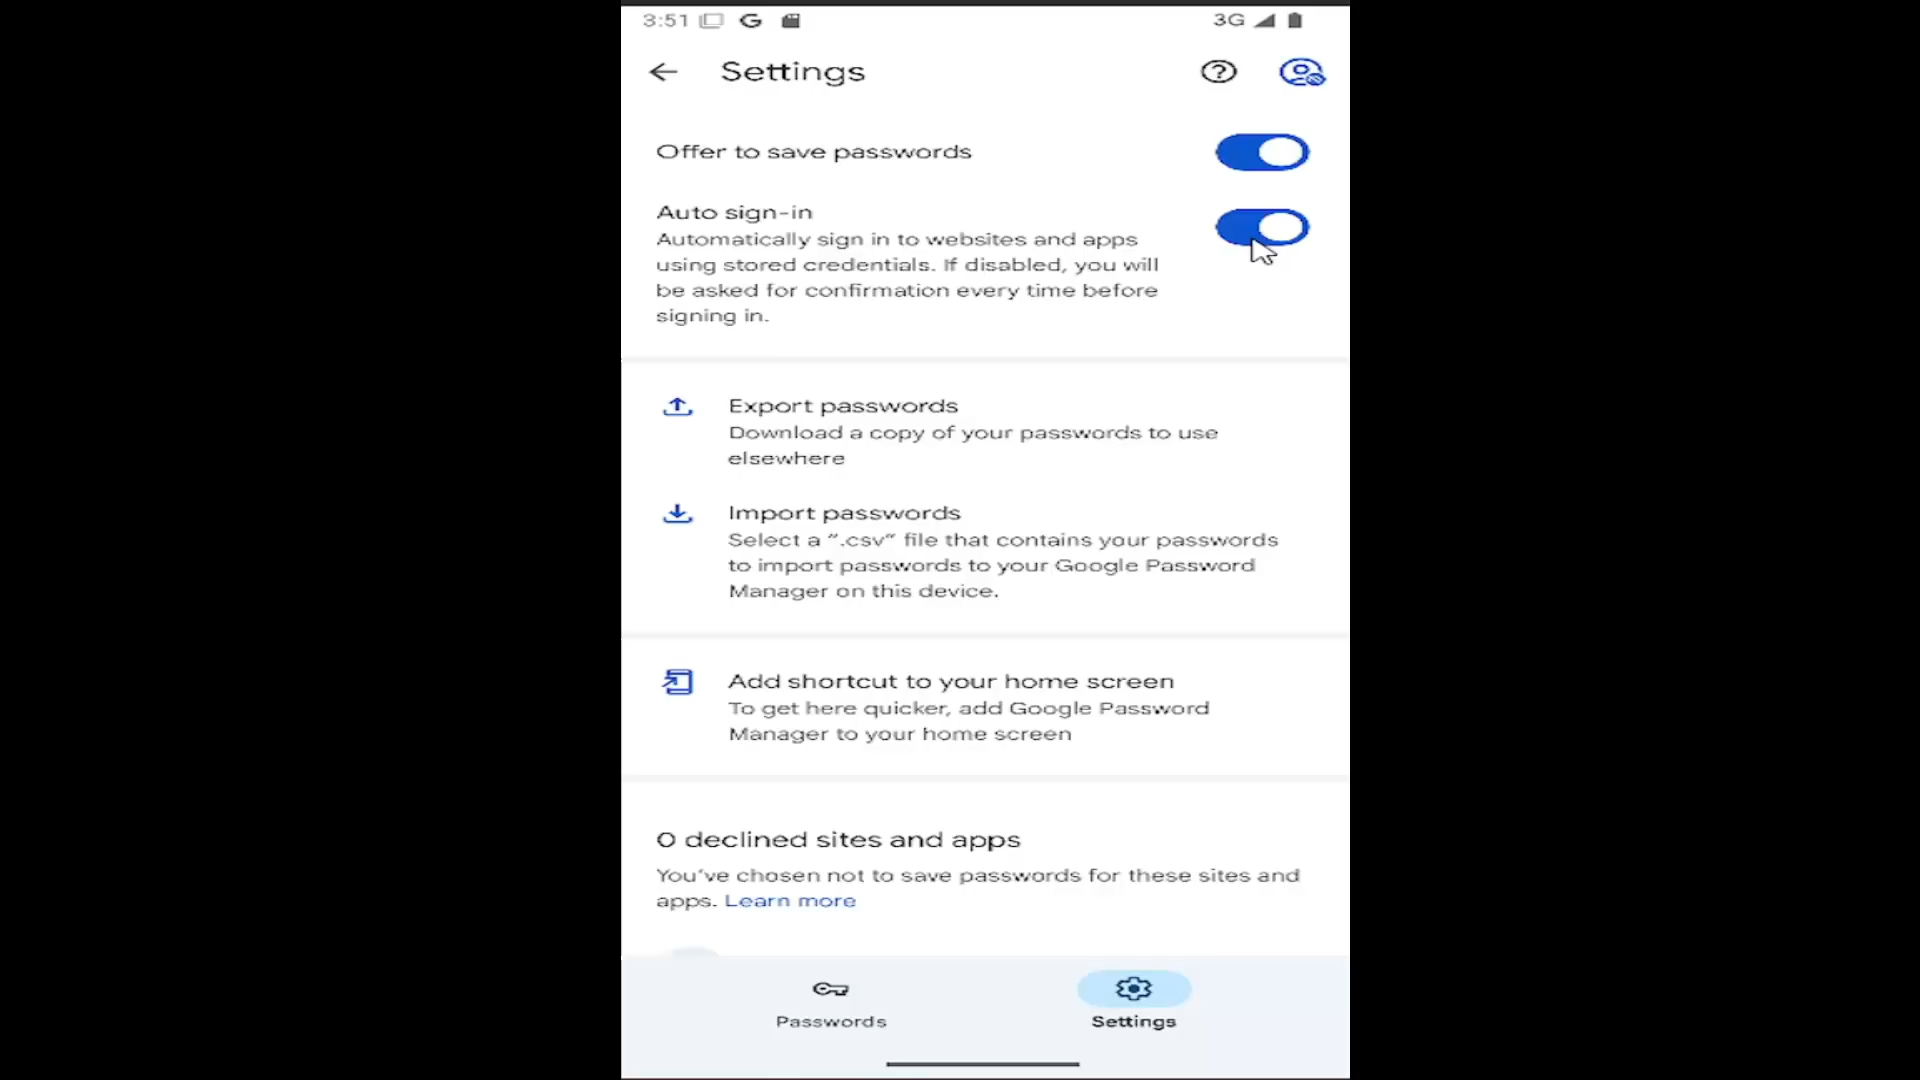 3:51 G 3G
Settings
Offer to save passwords
Auto sign-in
Automatically sign in to websites and apps
using stored credentials. If disabled, you will
be asked for confirmation every time before
signing in.
Export passwords
Download a copy of your passwords to use
elsewhere
Import passwords
Select a ".csv" file that contains your passwords
to import passwords to your Google Password
Manager on this device.
Add shortcut to your home screen
To get here quicker, add Google Password
Manager to your home screen
0 declined sites and apps
You've chosen not to save passwords for these sites and
apps. Learn more
Passwords Settings